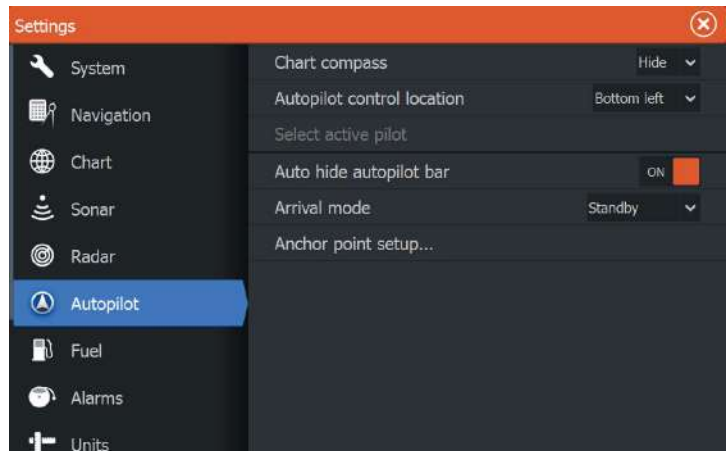 Settings
System
Navigation
Chart
Sonar
Radar
Autopilot
Fuel
Alarms
Units
Chart compass Hide
Autopilot control location Bottom left
Select active pilot
Auto hide autopilot bar ON
Arrival mode Standby
Anchor point setup...